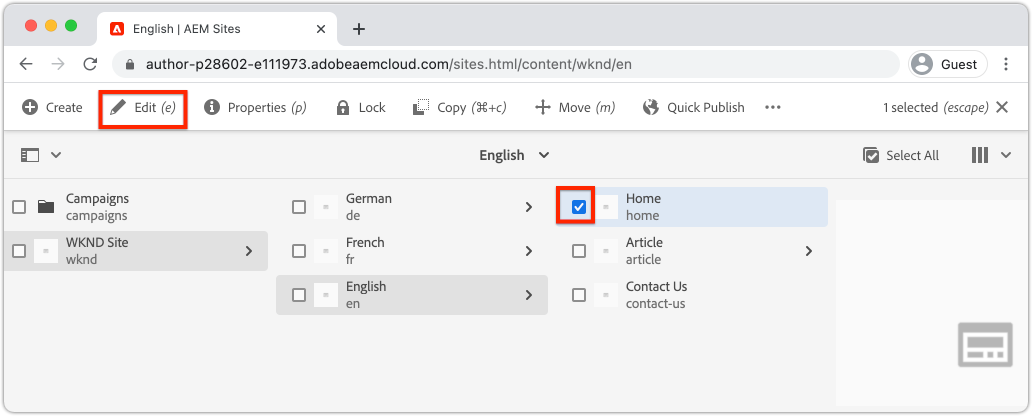 English | AEM Sites
author-p28602-e111973.adobeaemcloud.com/sites.html/content/wknd/en
Guest
Create
Edit (e)
Properties (p)
Lock
Copy (⌘+c)
Move (m)
Quick Publish
1 selected (escape)
English
Select All
Campaigns
campaigns
WKND Site
wknd
German
de
French
fr
English
en
Home
home
Article
article
Contact Us
contact-us